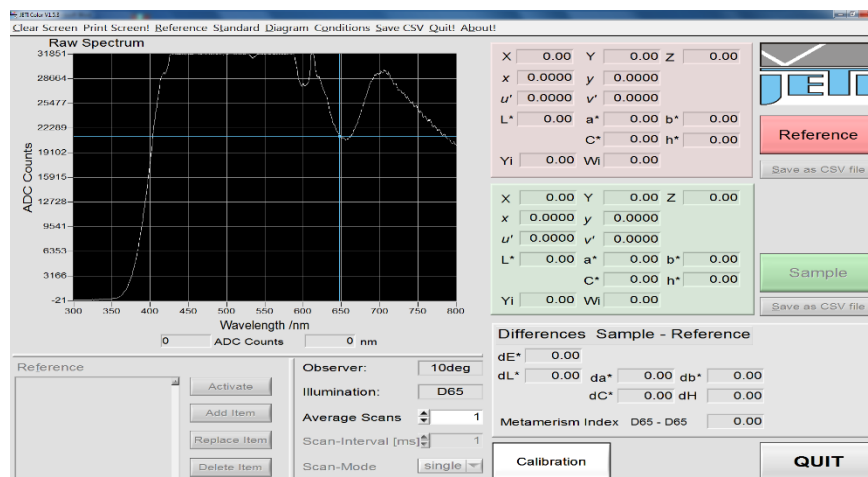 JETI Color V1.3.8
Clear Screen Print Screen! Reference Standard Diagram Conditions Save CSV Quit! About!
Raw Spectrum
ADC Counts
31851
28664
25477
22289
19102
15915
12728
9541
6353
3166
-21
300 350 400 450 500 550 600 650 700 750 800
Wavelength /nm
0 ADC Counts 0 nm
X 0.00 Y 0.00 Z 0.00
x 0.0000 y 0.0000
u' 0.0000 v' 0.0000
L* 0.00 a* 0.00 b* 0.00
C* 0.00 h* 0.00
Yi 0.00 Wi 0.00
JETI
Reference
Save as CSV file
X 0.00 Y 0.00 Z 0.00
x 0.0000 y 0.0000
u' 0.0000 v' 0.0000
L* 0.00 a* 0.00 b* 0.00
C* 0.00 h* 0.00
Yi 0.00 Wi 0.00
Sample
Save as CSV file
Reference
Activate
Add Item
Replace Item
Delete Item
Observer: 10deg
Illumination: D65
Average Scans 1
Scan-Interval [ms] 1
Scan-Mode single
Differences Sample - Reference
dE* 0.00
dL* 0.00 da* 0.00 db* 0.00
dC* 0.00 dH 0.00
Metamerism Index D65 - D65 0.00
Calibration
QUIT